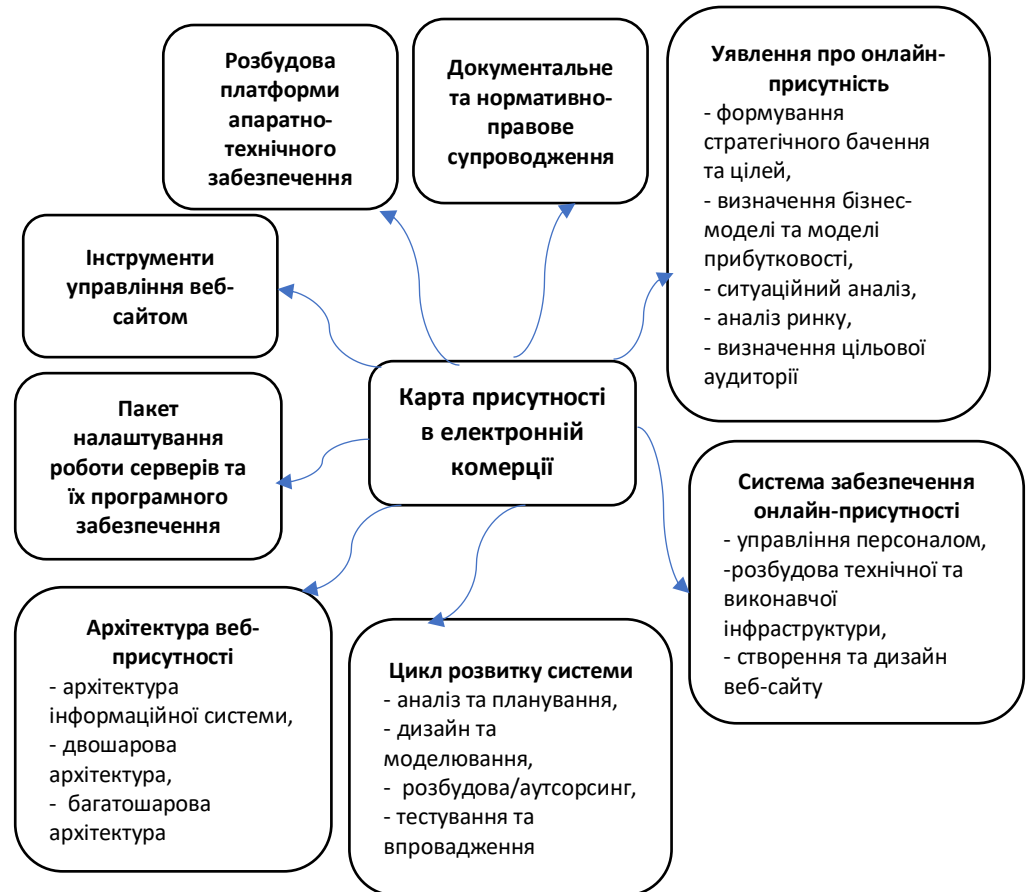 Розбудова
платформи
апаратно-
технічного
забезпечення
Документальне
та нормативно-
правове
супроводження
Уявлення про онлайн-
присутність
- формування
стратегічного бачення
та цілей,
- визначення бізнес-
моделі та моделі
прибутковості,
- ситуаційний аналіз,
- аналіз ринку,
- визначення цільової
аудиторії
Інструменти
управління веб-
сайтом
Карта присутності
в електронній
комерції
Пакет
налаштування
роботи серверів та
їх програмного
забезпечення
Система забезпечення
онлайн-присутності
- управління персоналом,
-розбудова технічної та
виконавчої
інфраструктури,
- створення та дизайн
веб-сайту
Архітектура веб-
присутності
- архітектура
інформаційної системи,
- двошарова
архітектура,
- багатошарова
архітектура
Цикл розвитку системи
- аналіз та планування,
- дизайн та
моделювання,
- розбудова/аутсорсинг,
- тестування та
впровадження